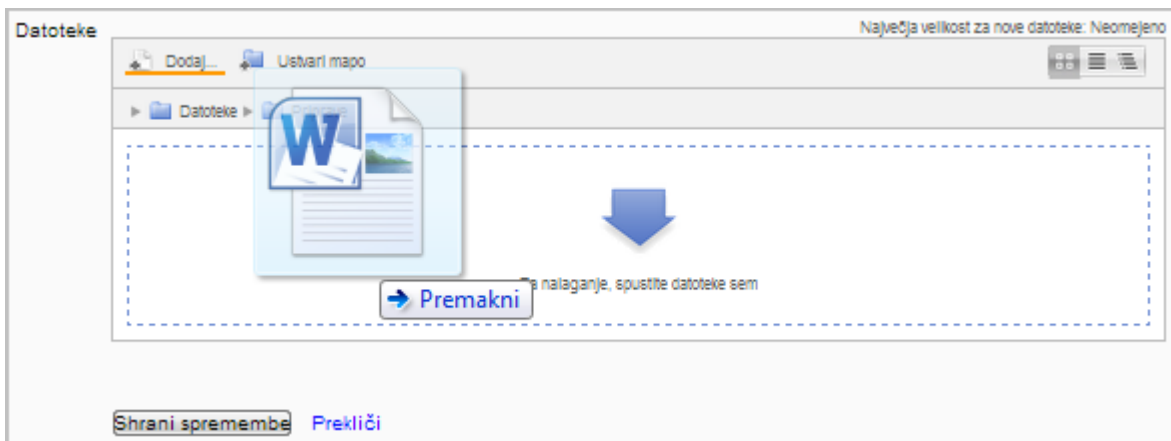 Datoteke
Največja velikost za nove datoteke: Neomejeno
Dodaj...
Ustvari mapo
Datoteke
W
nalaganje, spustite datoteke sem
Premakni
Shrani spremembe
Prekliči